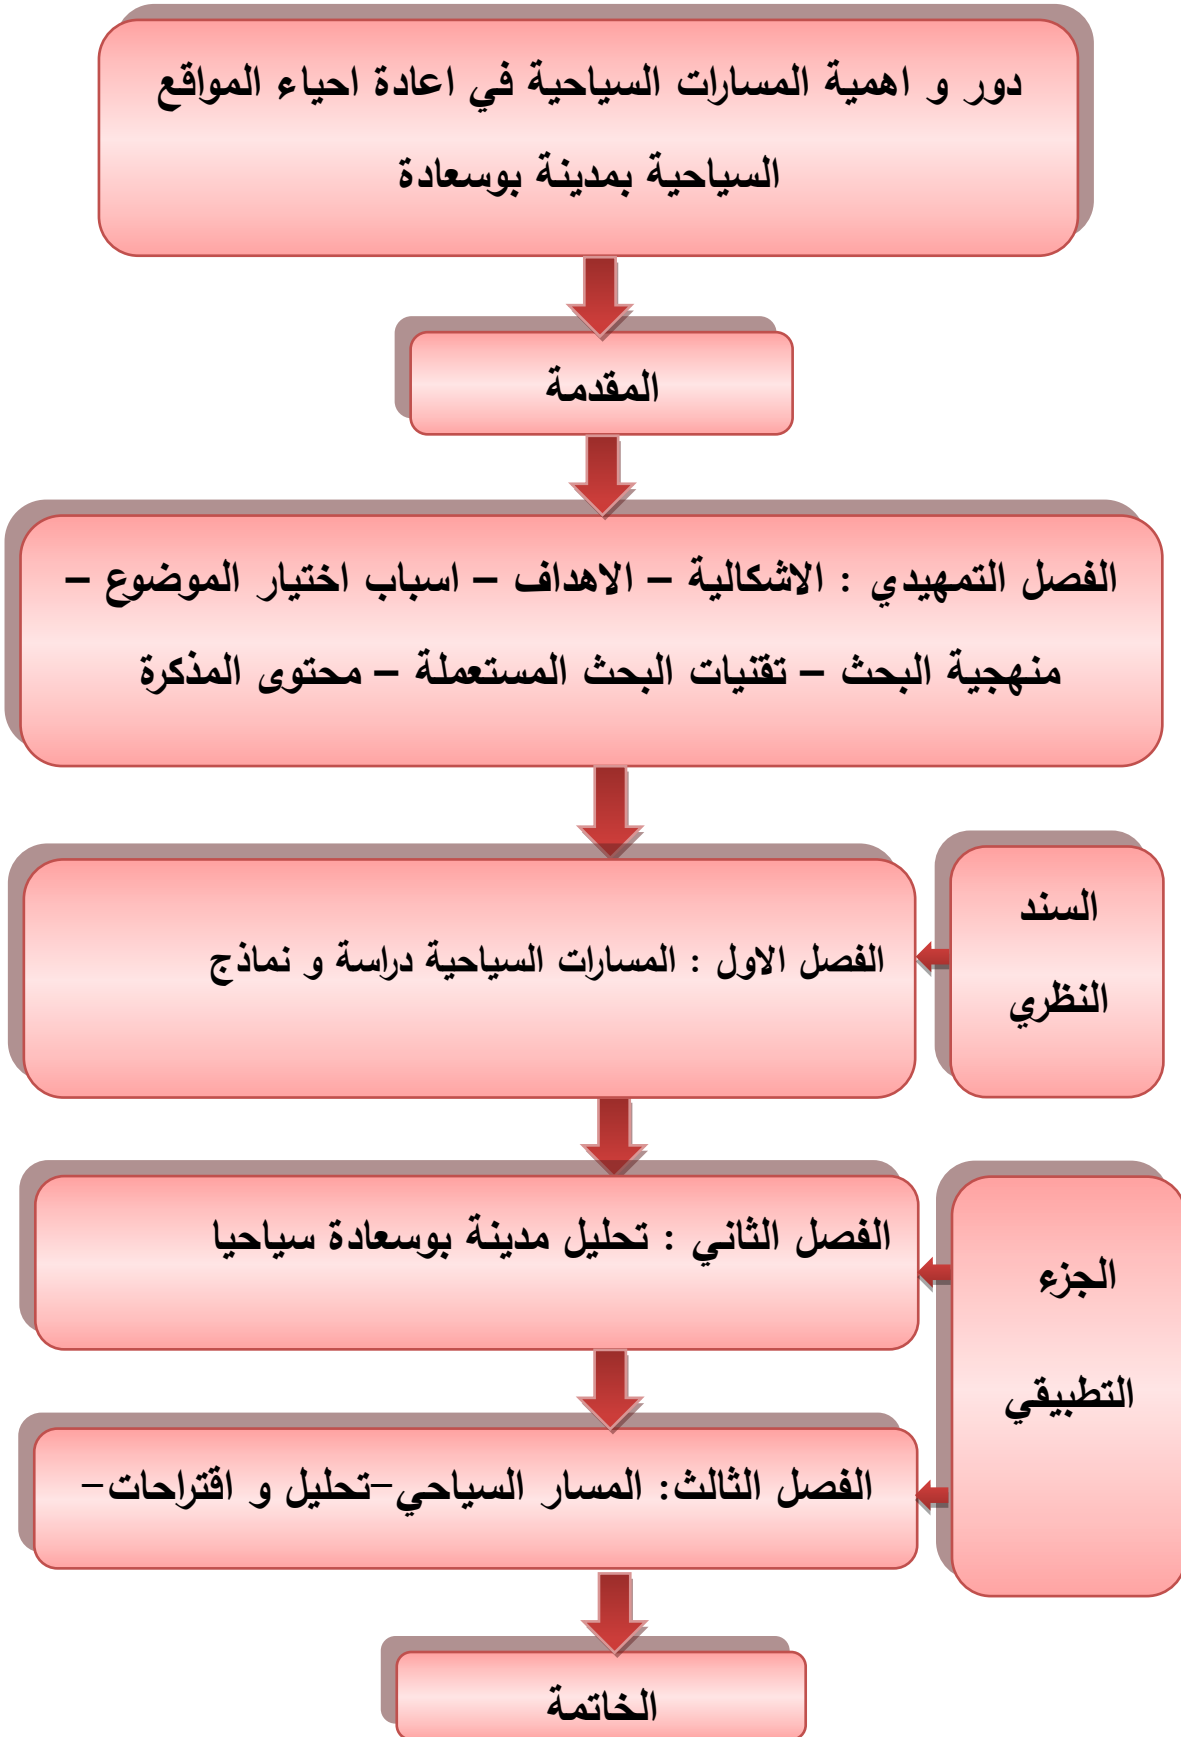 دور و اهمية المسارات السياحية في اعادة احياء المواقع
السياحية بمدينة بوسعادة
المقدمة
الفصل التمهيدي : الاشكالية – الاهداف – اسباب اختيار الموضوع –
منهجية البحث – تقنيات البحث المستعملة – محتوى المذكرة
السند
النظري
الفصل الاول : المسارات السياحية دراسة و نماذج
الجزء
التطبيقي
الفصل الثاني : تحليل مدينة بوسعادة سياحيا
الفصل الثالث: المسار السياحي-تحليل و اقتراحات-
الخاتمة